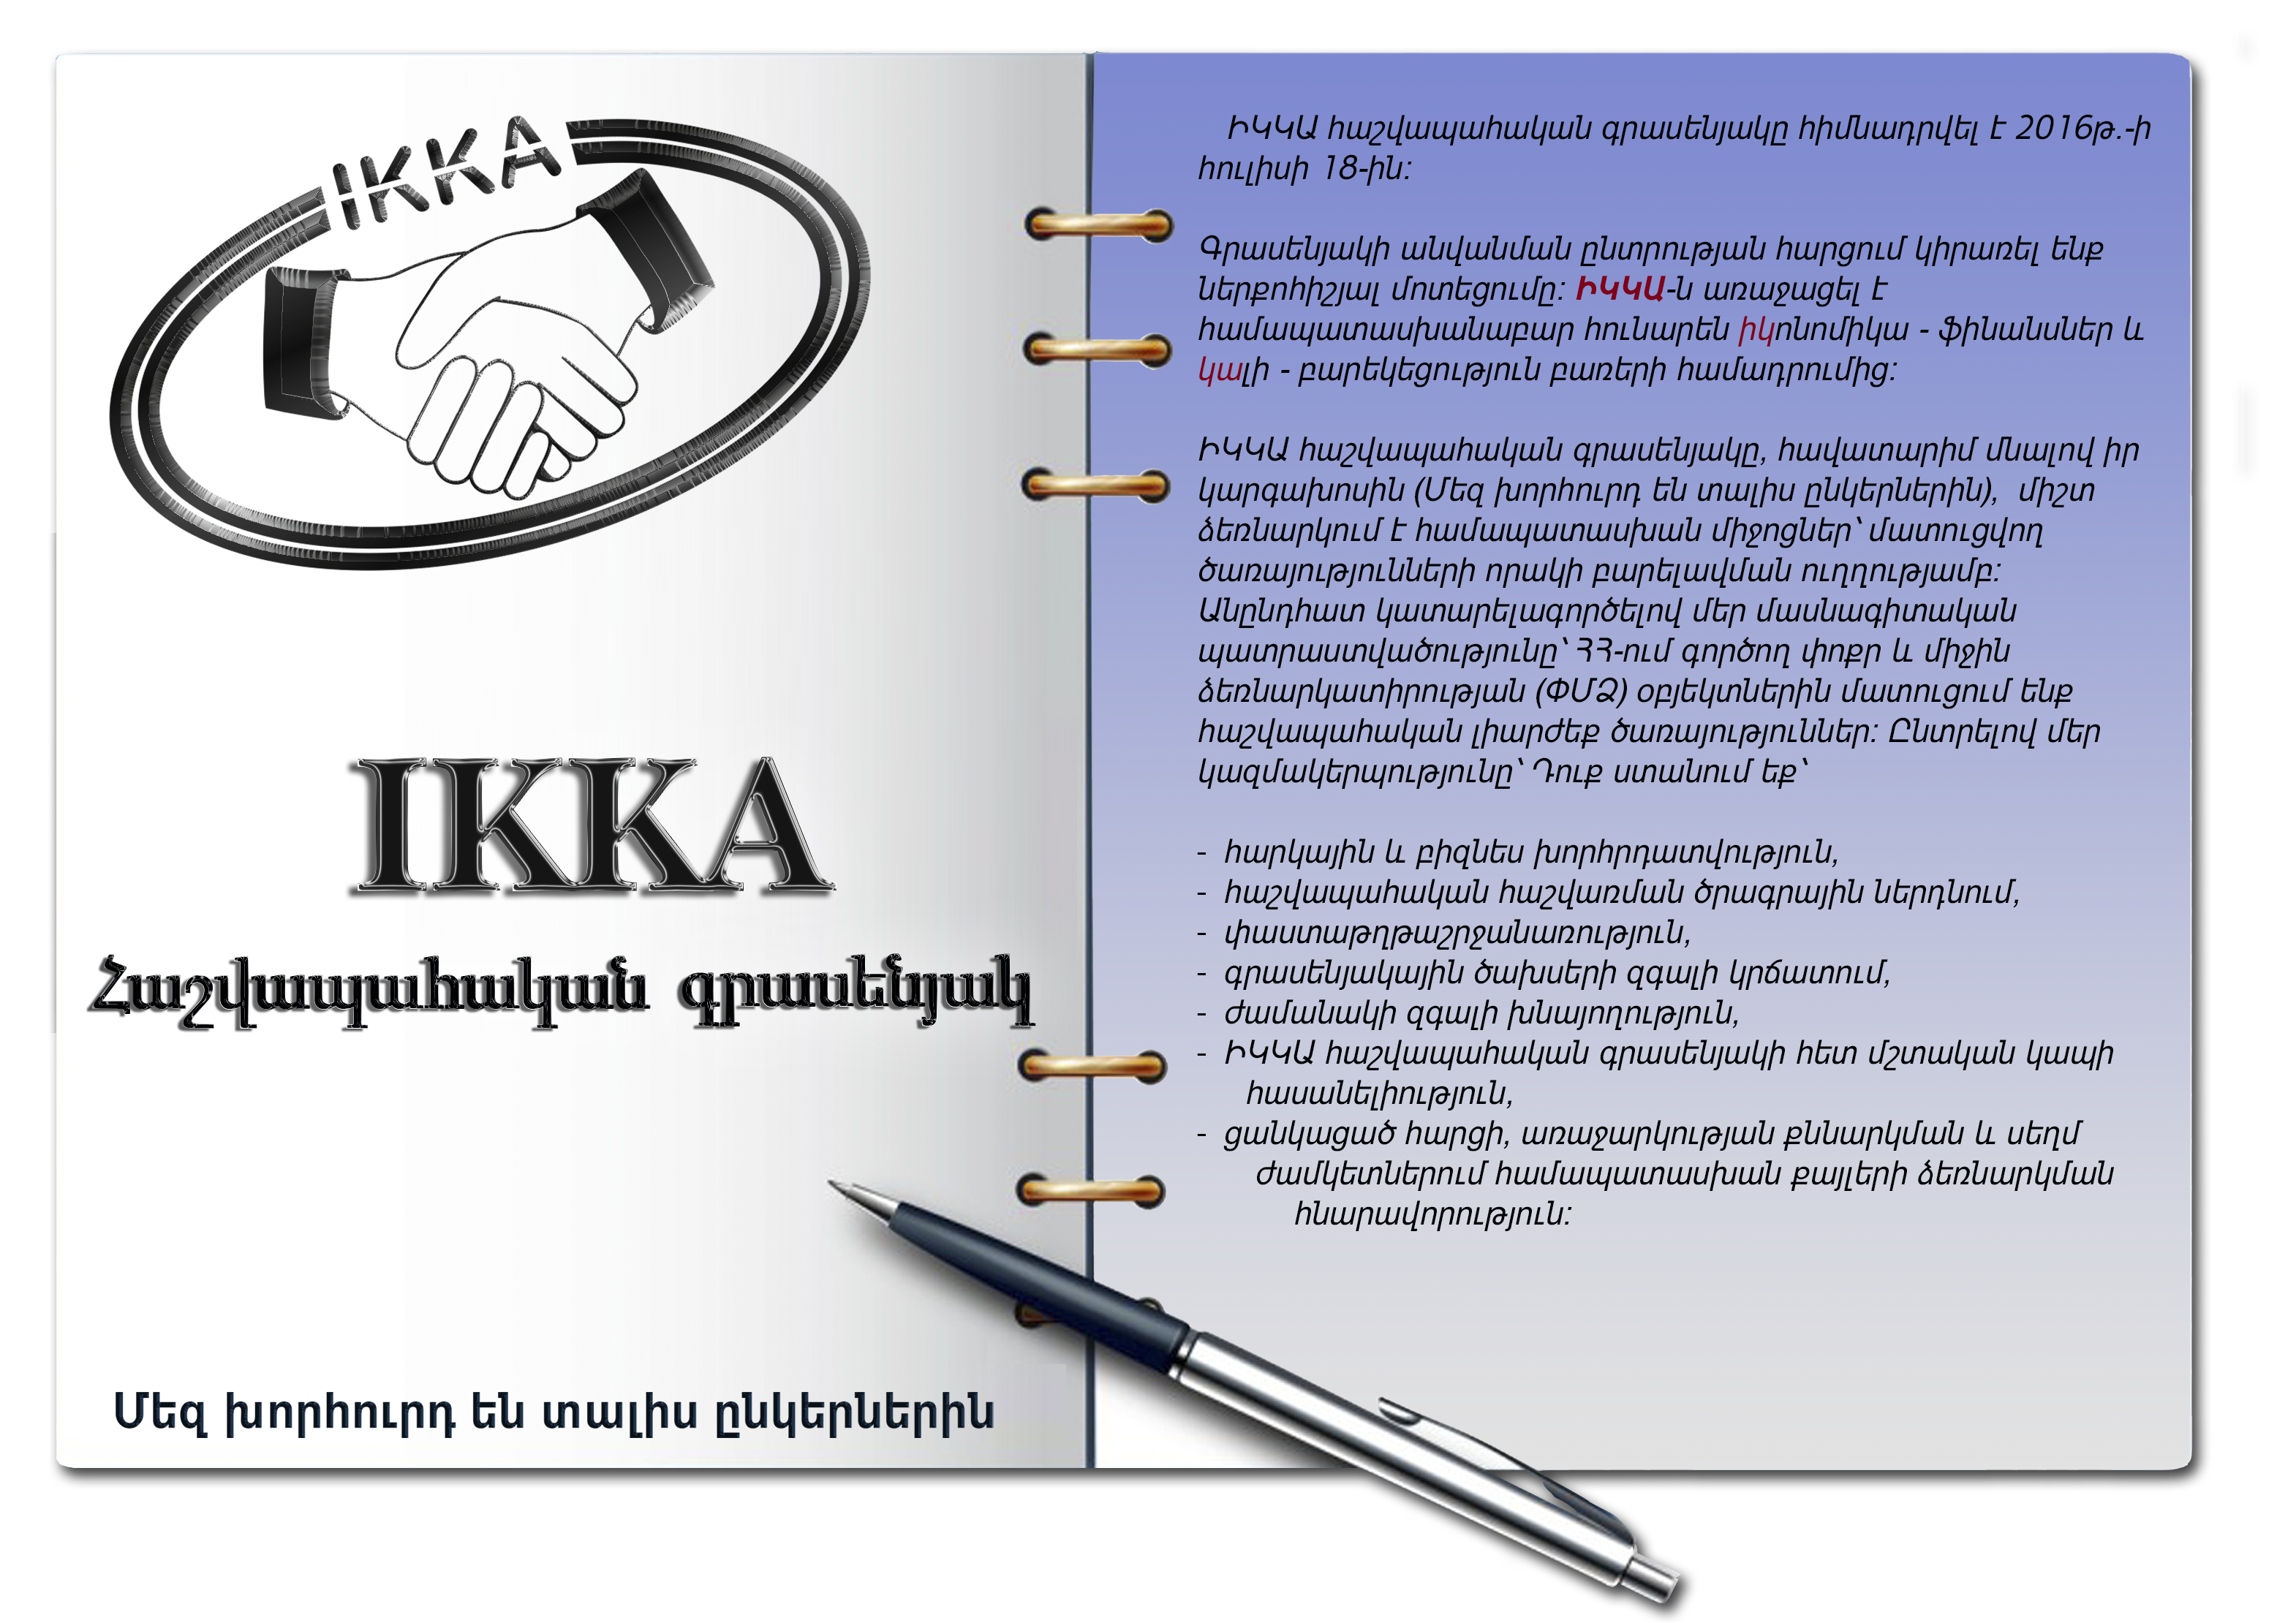 IKKA
IKKA
Հաշվապահական գրասենյակ
Մեզ խորհուրդ են տալիս ընկերներին
ԻԿԿԱ հաշվապահական գրասենյակը հիմնադրվել է 2016թ.-ի
հուլիսի 18-ին:
Գրասենյակի անվանման ընտրության հարցում կիրառել ենք
ներքոհիշյալ մոտեցումը: ԻԿԿԱ-ն առաջացել է
համապատասխանաբար հունարեն իկոնոմիկա - ֆինանսներ և
կալի - բարեկեցություն բառերի համադրումից:
ԻԿԿԱ հաշվապահական գրասենյակը, հավատարիմ մնալով իր
կարգախոսին (Մեզ խորհուրդ են տալիս ընկերներին), միշտ
ձեռնարկում է համապատասխան միջոցներ՝ մատուցվող
ծառայությունների որակի բարելավման ուղղությամբ:
Անընդհատ կատարելագործելով մեր մասնագիտական
պատրաստվածությունը՝ ՀՀ-ում գործող փոքր և միջին
ձեռնարկատիրության (ՓՄՁ) օբյեկտներին մատուցում ենք
հաշվապահական լիարժեք ծառայություններ: Ընտրելով մեր
կազմակերպությունը՝ Դուք ստանում եք՝
- հարկային և բիզնես խորհրդատվություն,
- հաշվապահական հաշվառման ծրագրային ներդնում,
- փաստաթղթաշրջանառություն,
- գրասենյակային ծախսերի զգալի կրճատում,
- ժամանակի զգալի խնայողություն,
- ԻԿԿԱ հաշվապահական գրասենյակի հետ մշտական կապի
հասանելիություն,
- ցանկացած հարցի, առաջարկության քննարկման և սեղմ
ժամկետներում համապատասխան քայլերի ձեռնարկման
հնարավորություն: